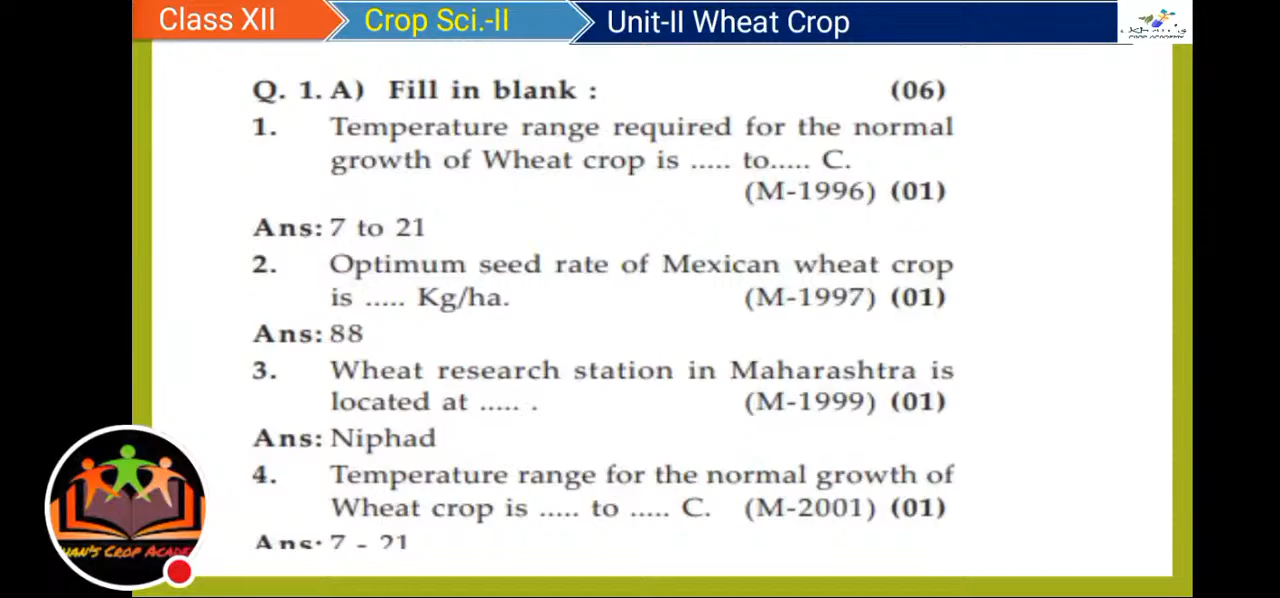 Class XII
Crop Sci.-II
Unit-II Wheat Crop
Q. 1. A) Fill in blank : (06)
1. Temperature range required for the normal
growth of Wheat crop is ..... to..... C.
(M-1996) (01)
Ans: 7 to 21
2. Optimum seed rate of Mexican wheat crop
is ..... Kg/ha. (M-1997) (01)
Ans: 88
3. Wheat research station in Maharashtra is
located at ..... . (M-1999) (01)
Ans: Niphad
4. Temperature range for the normal growth of
Wheat crop is ..... to ..... C. (M-2001) (01)
Ans: 7 - 21
CROP ACADE